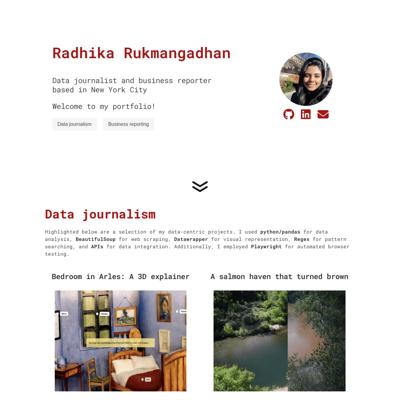 Radhika Rukmangadhan
Data journalist and business reporter
based in New York City
Welcome to my portfolio!
Data journalism
Business reporting
Data journalism
Highlighted below are a selection of my data-centric projects. I used python/pandas for data
analysis, BeautifulSoup for web scraping, Datawrapper for visual representation, Regex for pattern
searching, and APIs for data integration. Additionally, I employed Playwright for automated browser
testing.
Bedroom in Arles: A 3D explainer
A salmon haven that turned brown